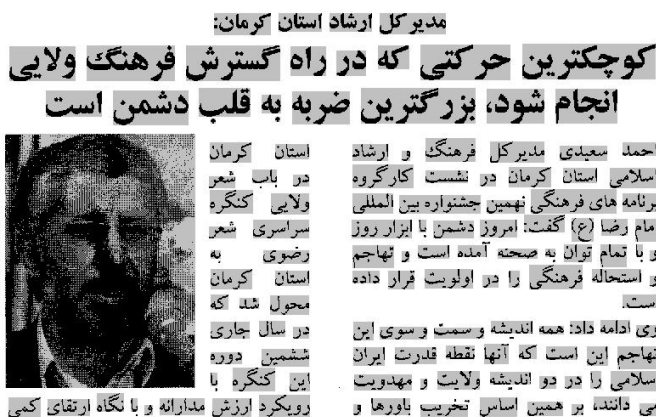 مدیرکل ارشاد استان کرمان:
کوچکترین حرکتی که در راه گسترش فرهنگ ولایی
انجام شود، بزرگترین ضربه به قلب دشمن است
احمد سعیدی مدیرکل فرهنگ و ارشاد
اسلامی استان کرمان در نشست کارگروه
برنامه های فرهنگی نهمین جشنواره بین المللی
امام رضا (ع) گفت: امروز دشمن با ابزار روز
و با تمام توان به صحنه آمده است و تهاجم
و استحاله فرهنگی را در اولویت قرار داده
است.
وی ادامه داد: همه اندیشه و سمت و سوی این
تهاجم این است که آنها نقطه قدرت ایران
اسلامی را در دو اندیشه ولایت و مهدویت
می دانند، بر همین اساس تخریب باورها و
استان کرمان
در باب شعر
ولایی کنگره
سراسری شعر
رضوی به
استان کرمان
محول شد که
در سال جاری
ششمین دوره
این کنگره با
رویکرد ارزش مدارانه و با نگاه ارتقای کمی